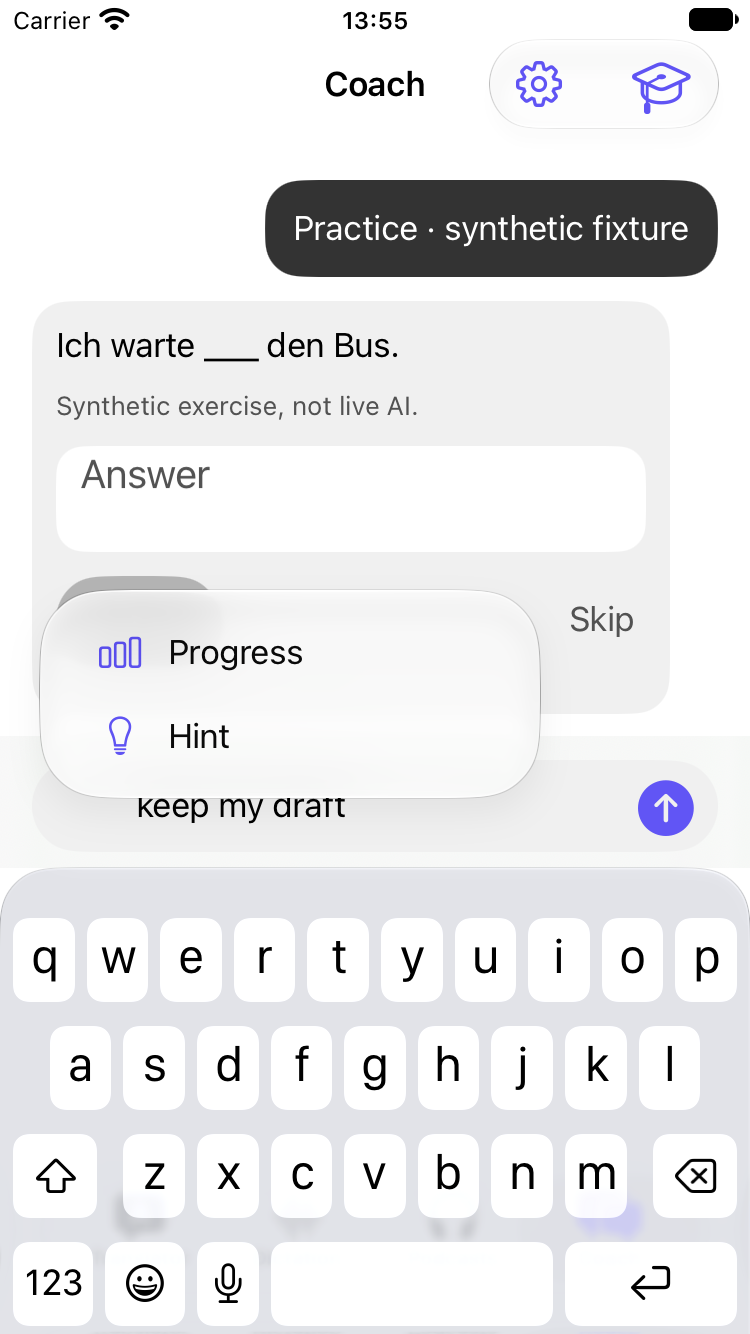 Carrier 13:55
Coach
Practice · synthetic fixture
Ich warte ___ den Bus.
Synthetic exercise, not live AI.
Answer
Skip
Progress
Hint
keep my draft
q w e r t y u i o p
a s d f g h j k l
z x c v b n m
123